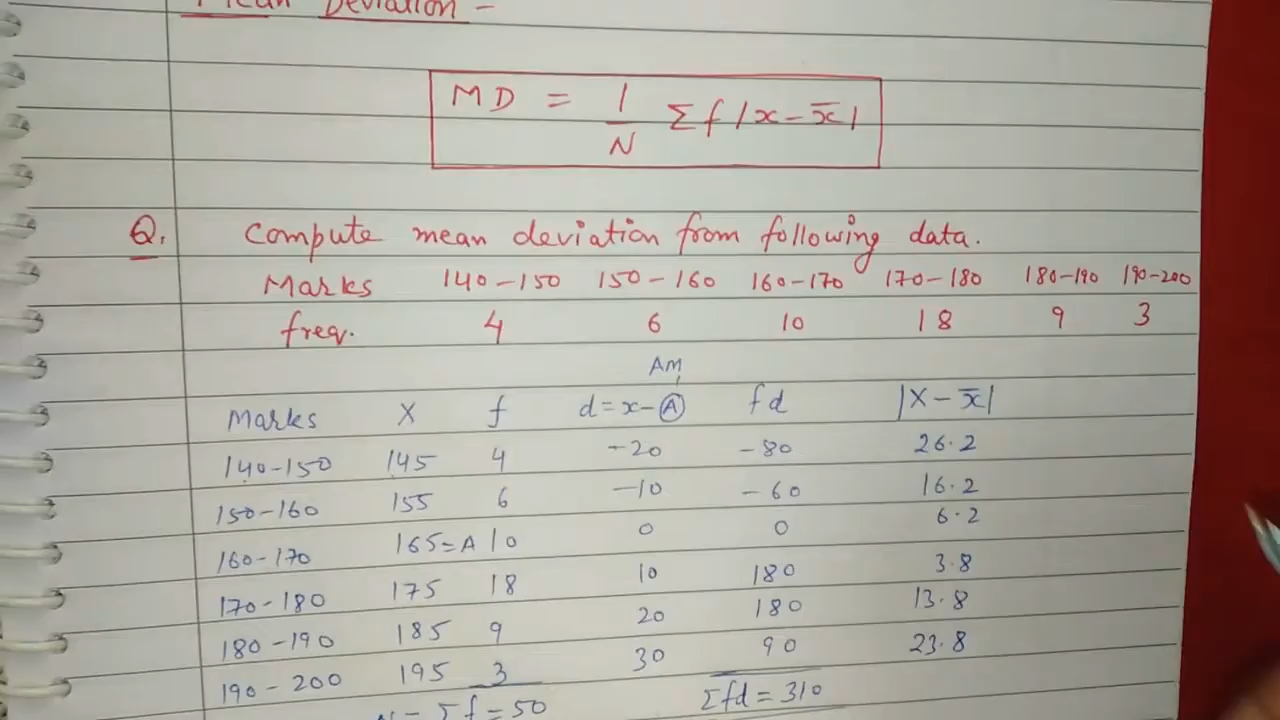 Mean Deviation -
MD = 1/N Σ f |x - x̄|
Q. Compute mean deviation from following data.
Marks 140-150 150-160 160-170 170-180 180-190 190-200
freq. 4 6 10 18 9 3
AM
Marks X f d=x-A fd |X-x̄|
140-150 145 4 -20 -80 26.2
150-160 155 6 -10 -60 16.2
160-170 165=A 10 0 0 6.2
170-180 175 18 10 180 3.8
180-190 185 9 20 180 13.8
190-200 195 3 30 90 23.8
N = Σf = 50 Σfd = 310